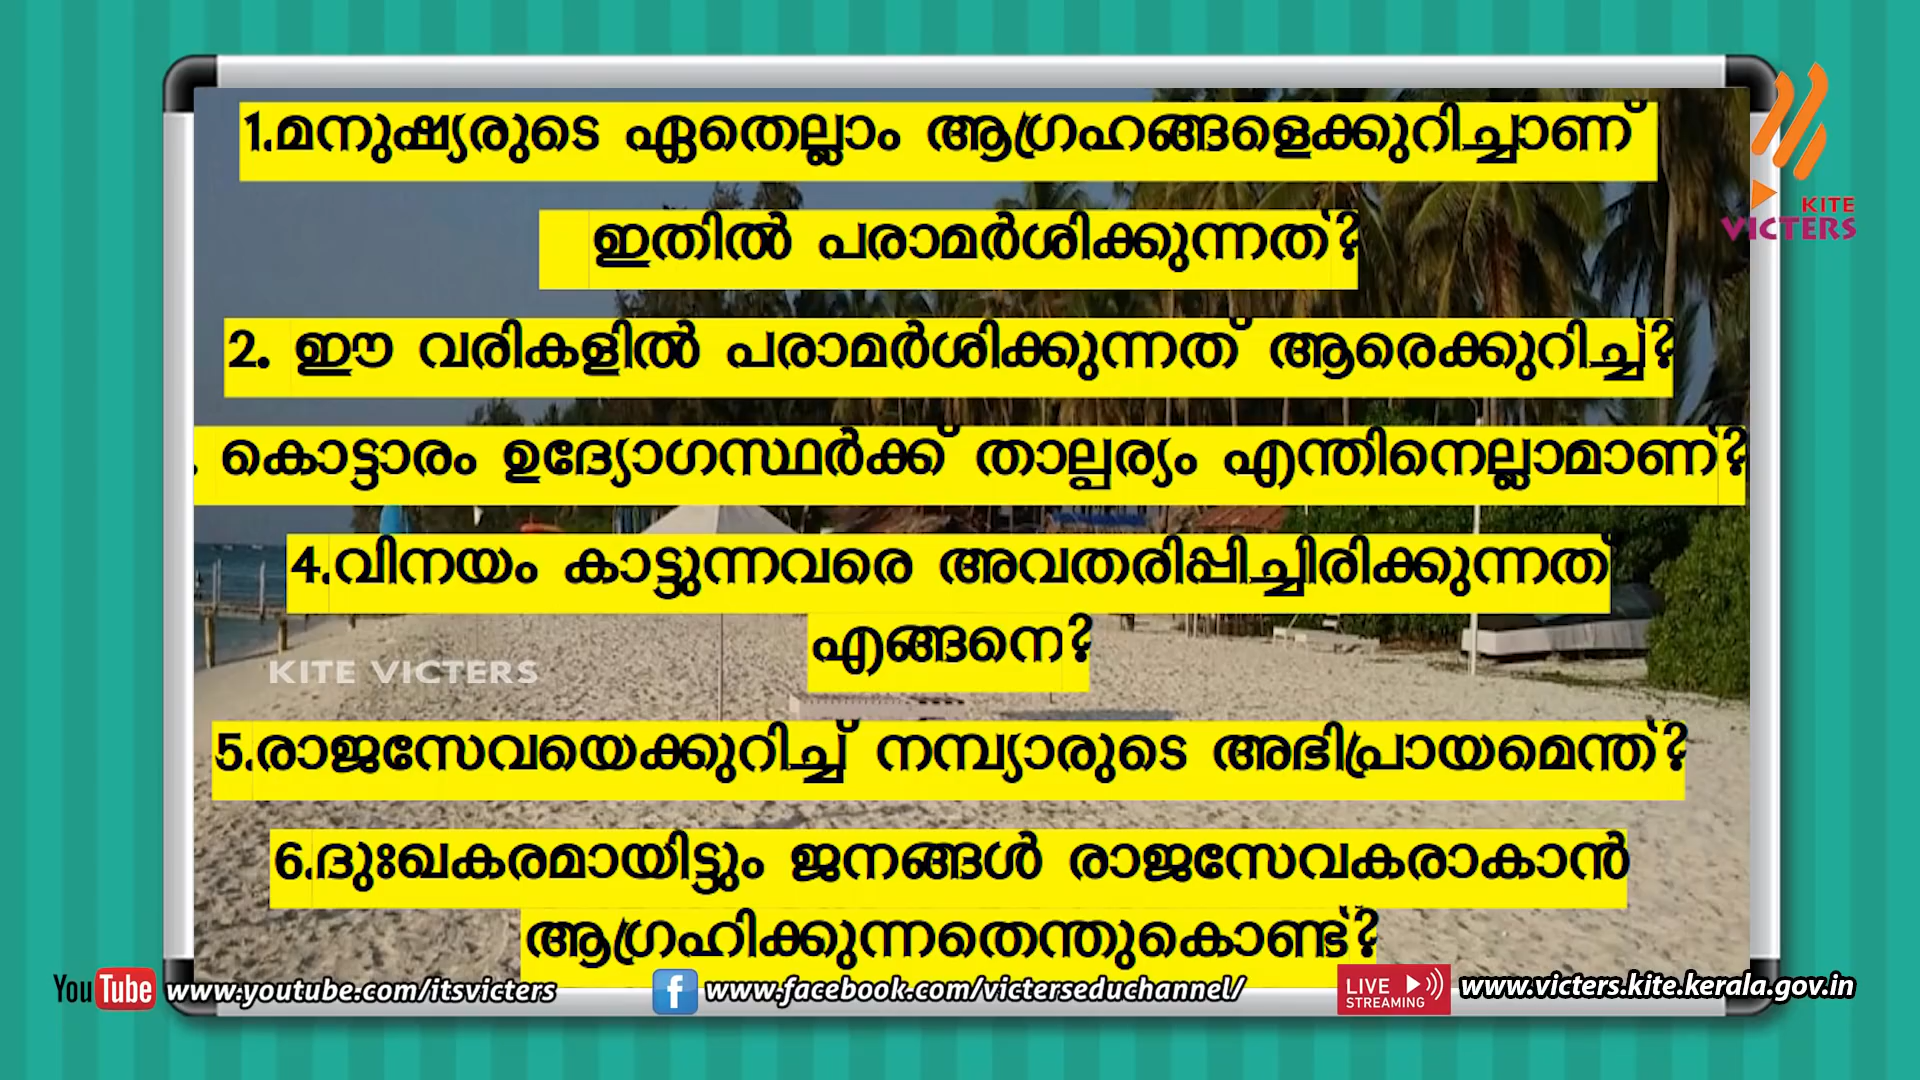 1.മനുഷ്യരുടെ ഏതെല്ലാം ആഗ്രഹങ്ങളെക്കുറിച്ചാണ്
ഇതിൽ പരാമർശിക്കുന്നത്?
2. ഈ വരികളിൽ പരാമർശിക്കുന്നത് ആരെക്കുറിച്ച്?
. കൊട്ടാരം ഉദ്യോഗസ്ഥർക്ക് താല്പര്യം എന്തിനെല്ലാമാണ്?
4.വിനയം കാട്ടുന്നവരെ അവതരിപ്പിച്ചിരിക്കുന്നത്
എങ്ങനെ?
5.രാജസേവയെക്കുറിച്ച് നമ്പ്യാരുടെ അഭിപ്രായമെന്ത്?
6.ദുഃഖകരമായിട്ടും ജനങ്ങൾ രാജസേവകരാകാൻ
ആഗ്രഹിക്കുന്നതെന്തുകൊണ്ട്?
KITE VICTERS
KITE
VICTERS
YouTube www.youtube.com/itsvicters
f www.facebook.com/victerseduchannel/
LIVE STREAMING www.victers.kite.kerala.gov.in